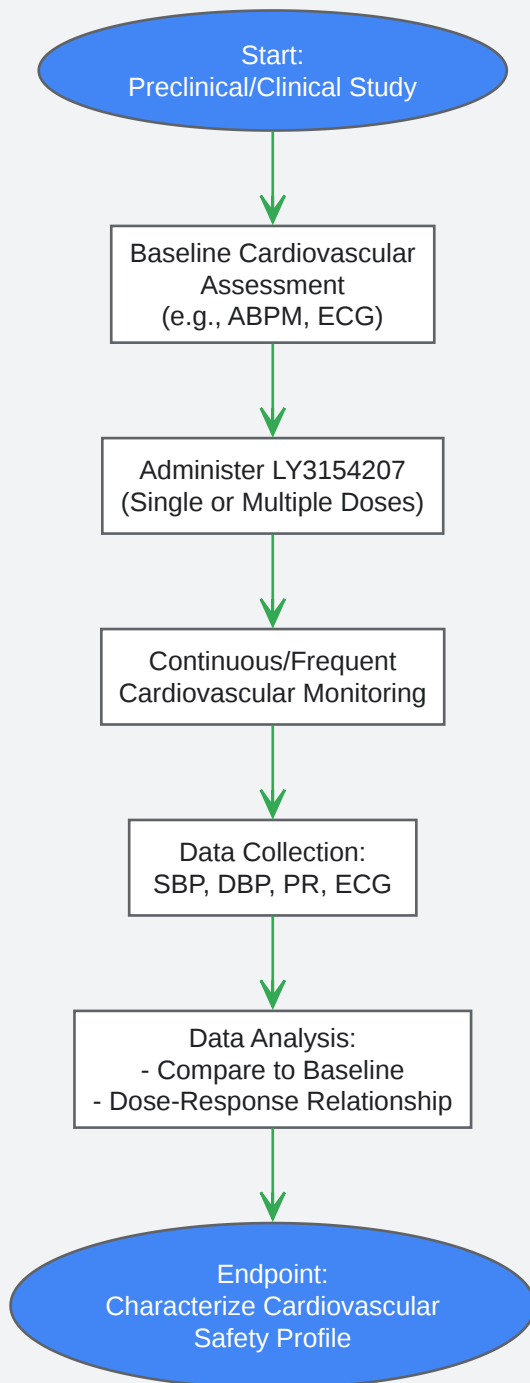 Start:
Preclinical/Clinical Study
Baseline Cardiovascular
Assessment
(e.g., ABPM, ECG)
Administer LY3154207
(Single or Multiple Doses)
Continuous/Frequent
Cardiovascular Monitoring
Data Collection:
SBP, DBP, PR, ECG
Data Analysis:
- Compare to Baseline
- Dose-Response Relationship
Endpoint:
Characterize Cardiovascular
Safety Profile